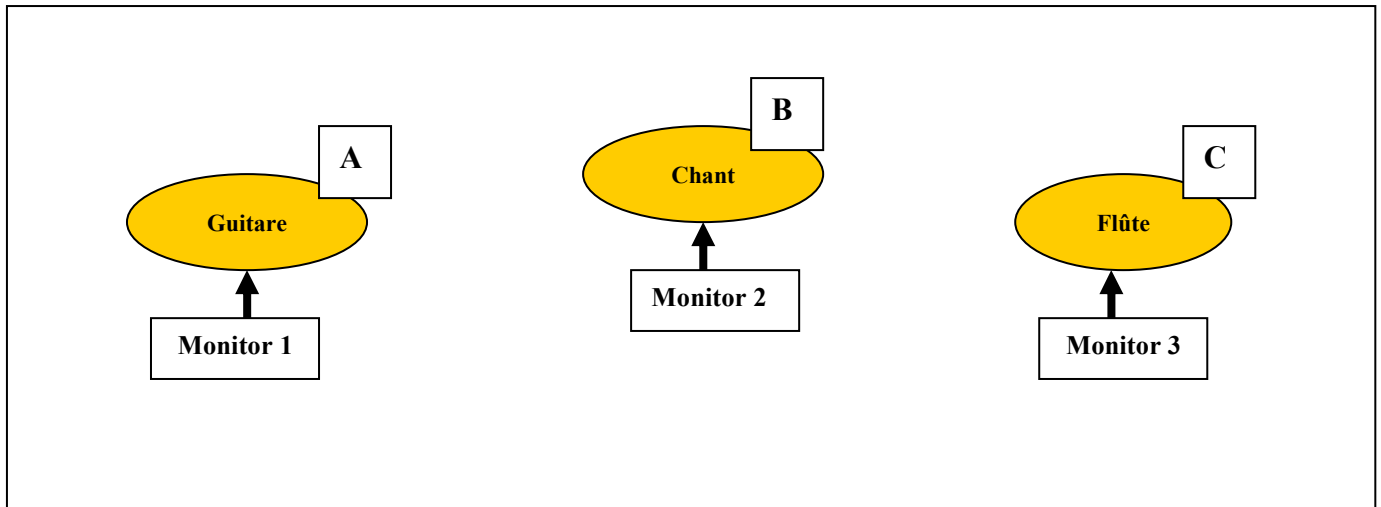 A
Guitare
Monitor 1
B
Chant
Monitor 2
C
Flûte
Monitor 3